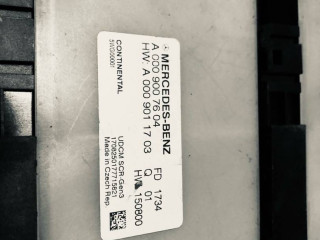 MERCEDES-BENZ
A 000 900 76 04
HW: A 000 901 17 03
FD 1734
Q 01
HW 150800
CONTINENTAL
UDCM SCR-Gen3
Made in Czech Rep.